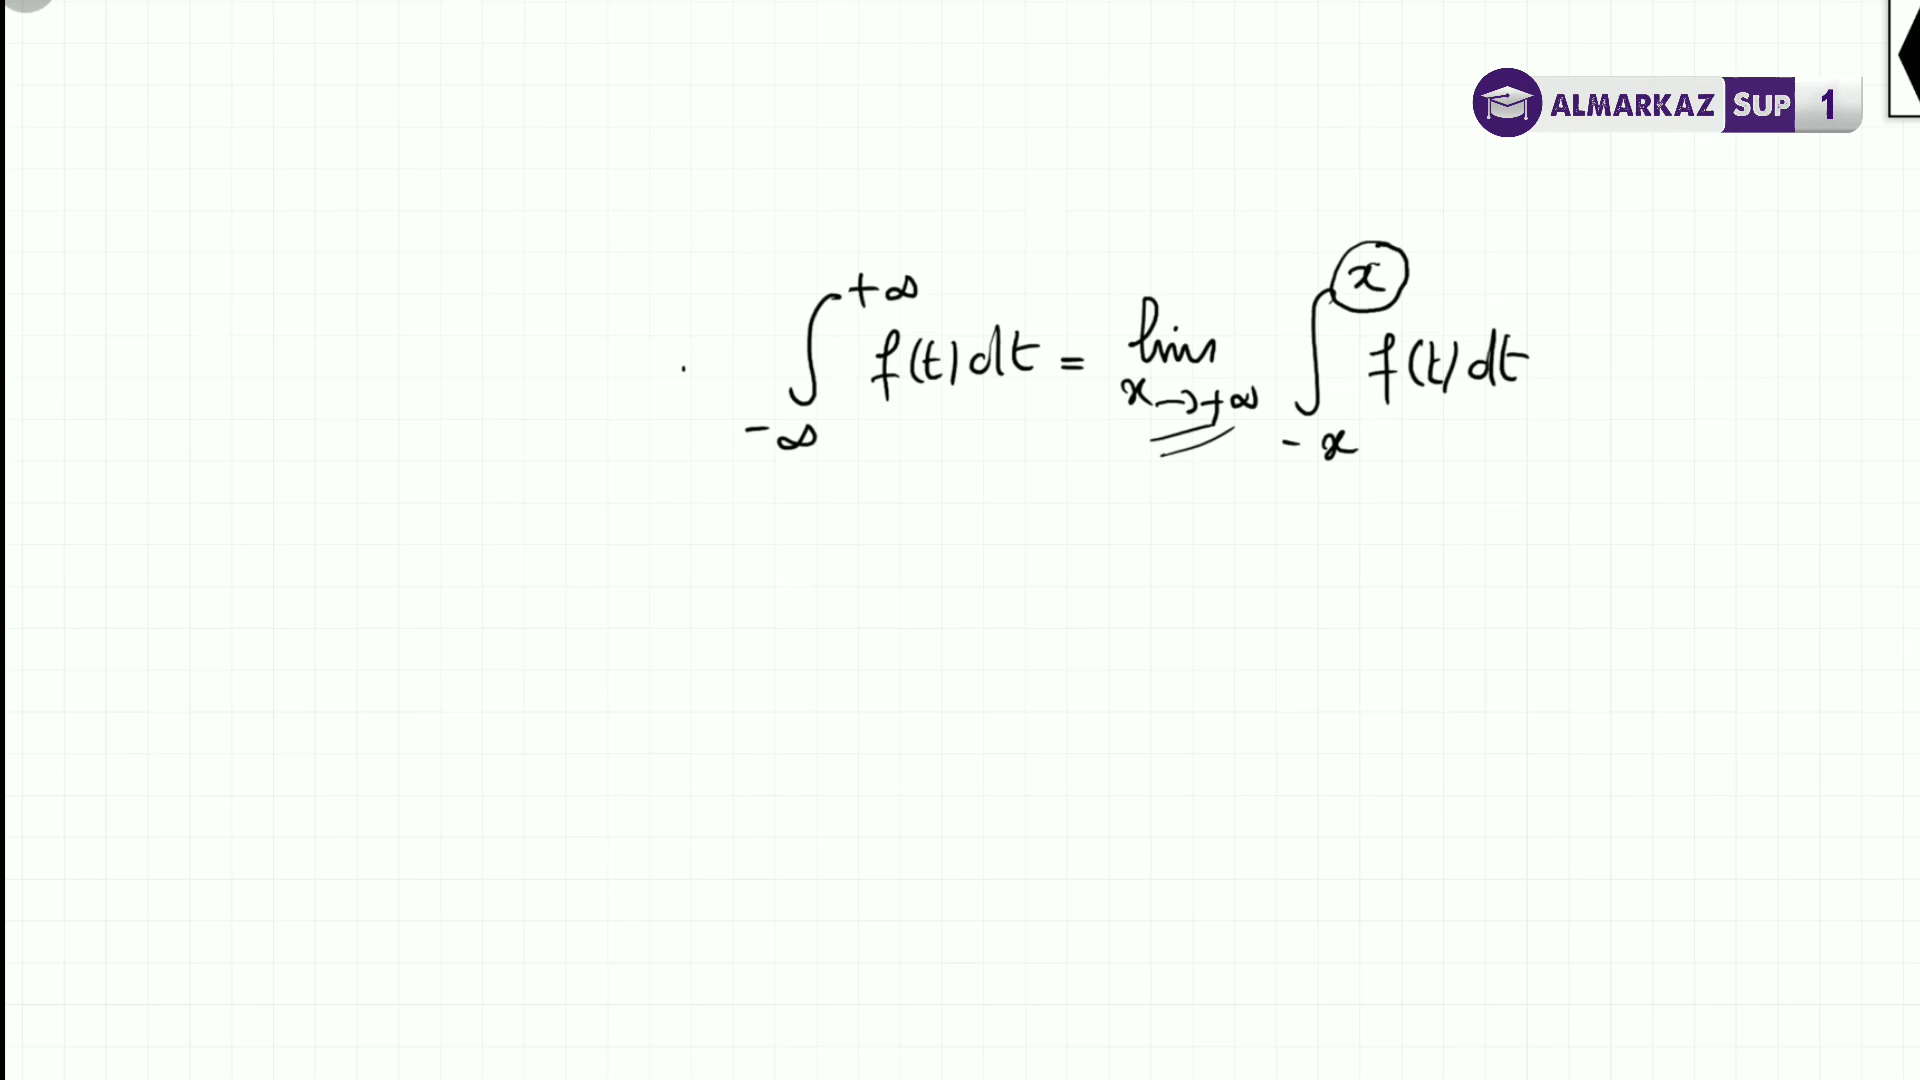 ALMARKAZ SUP 1
∫_{-∞}^{+∞} f(t)dt = lim_{x→+∞} ∫_{-x}^{x} f(t)dt